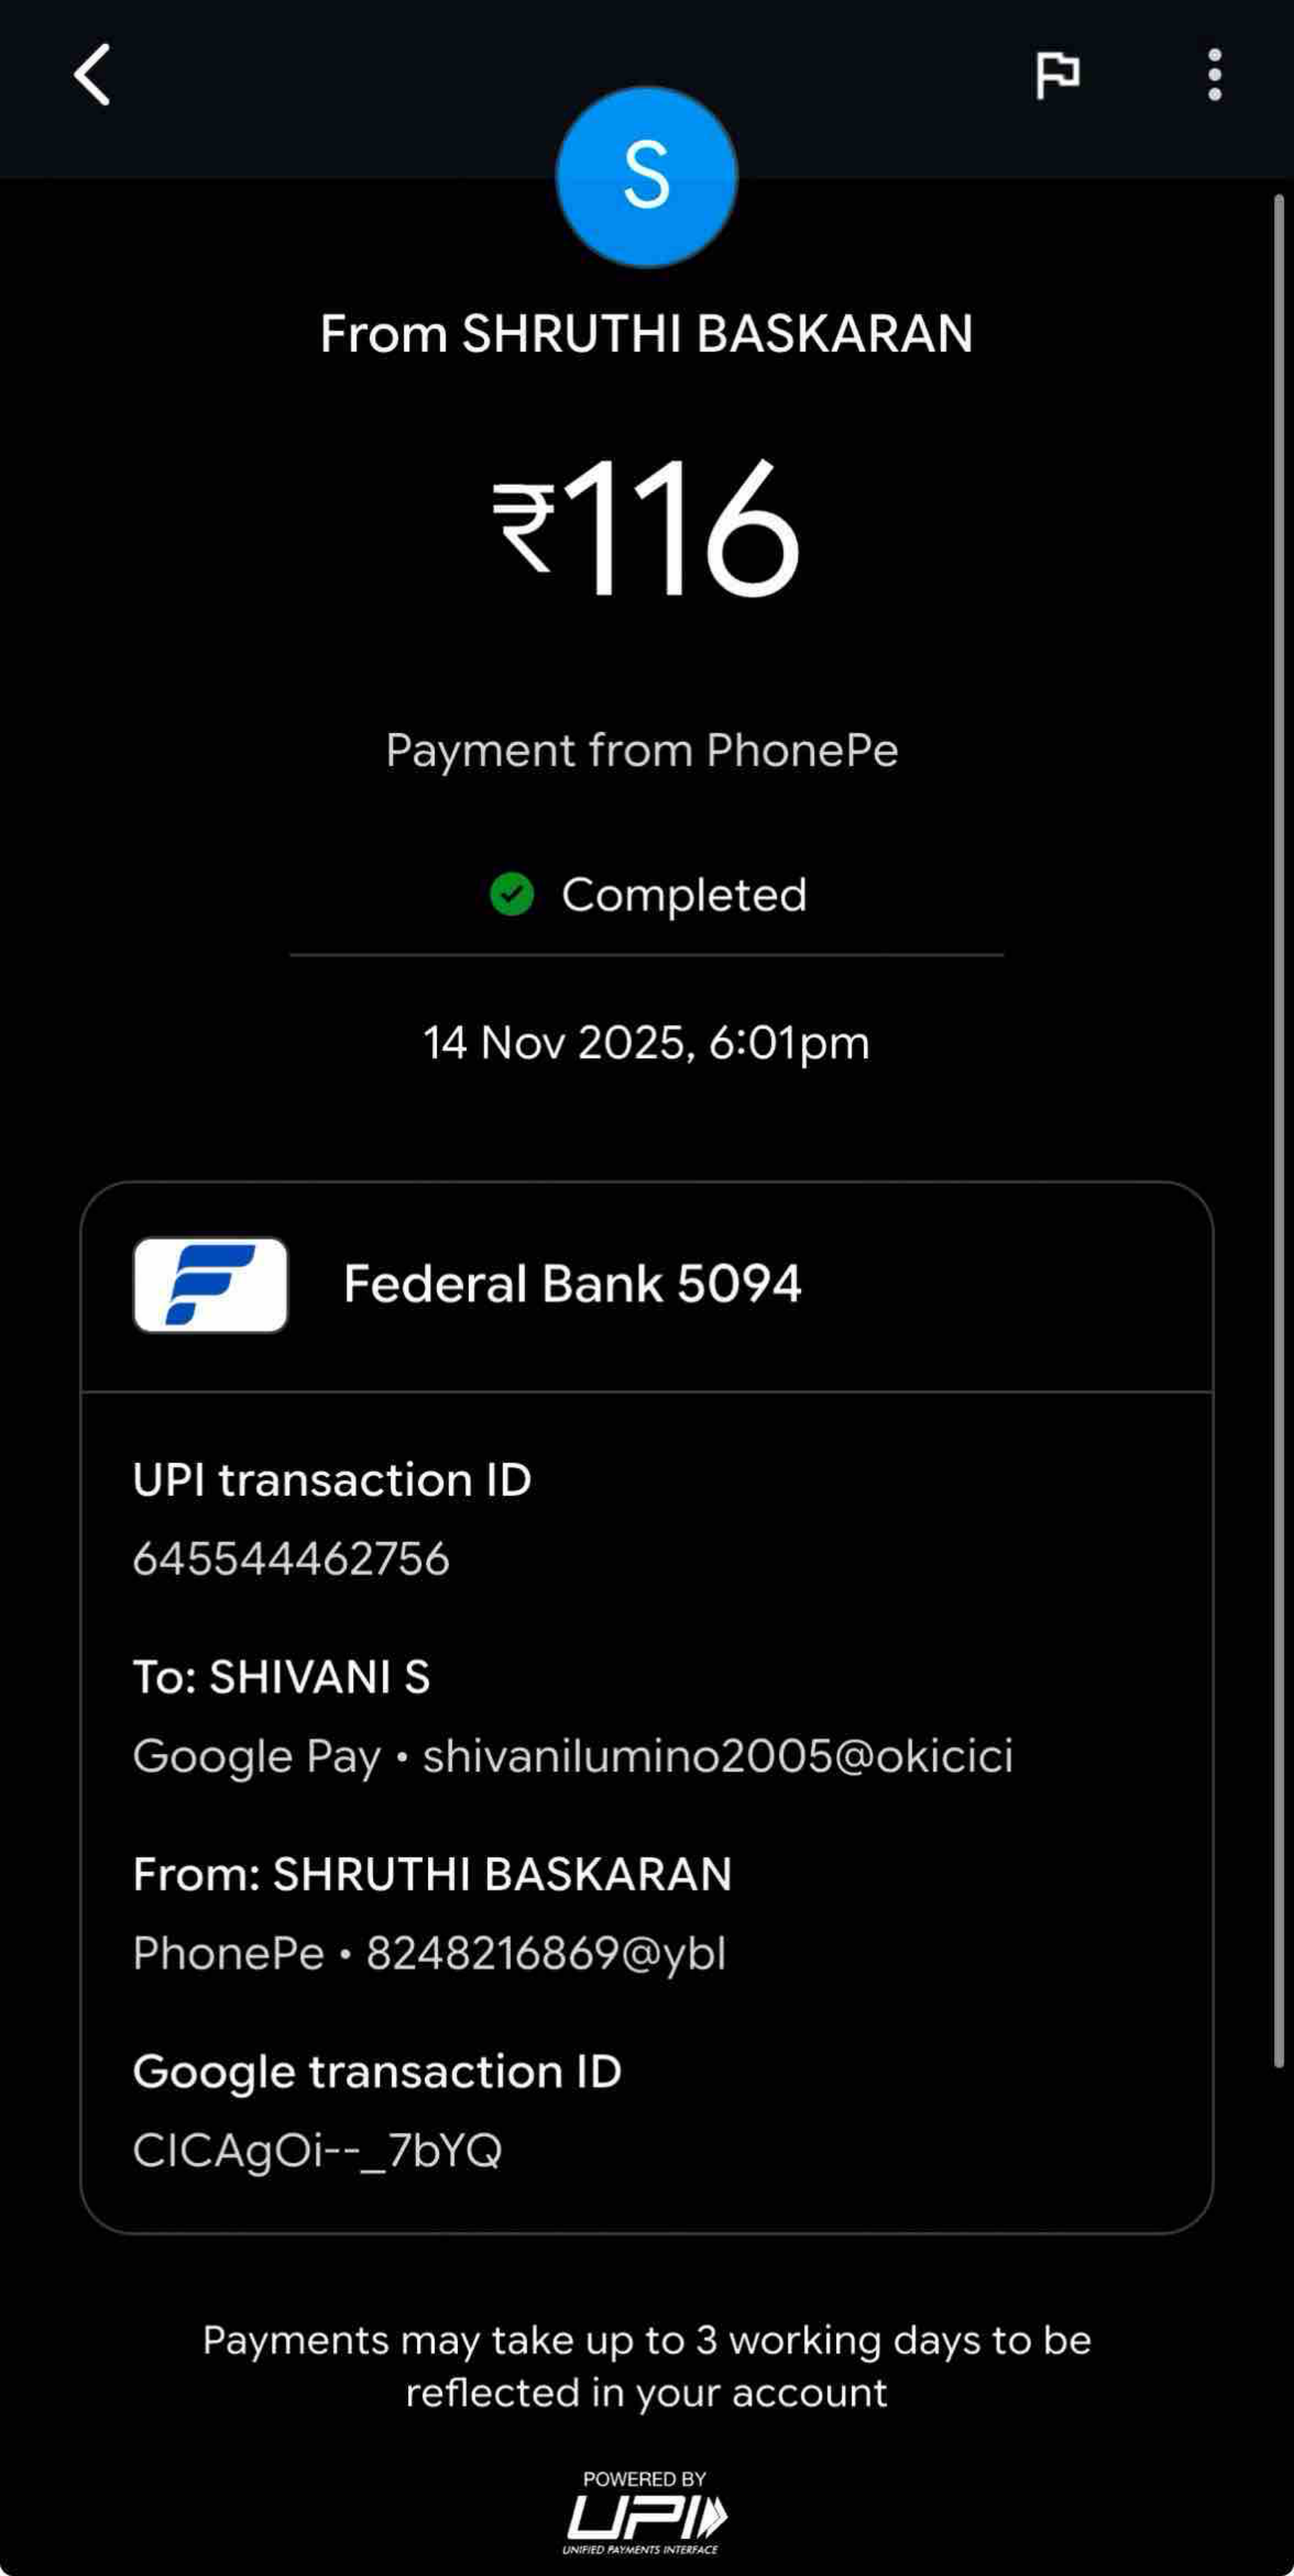 S
From SHRUTHI BASKARAN
₹116
Payment from PhonePe
Completed
14 Nov 2025, 6:01pm
Federal Bank 5094
UPI transaction ID
645544462756
To: SHIVANI S
Google Pay • shivanilumino2005@okicici
From: SHRUTHI BASKARAN
PhonePe • 8248216869@ybl
Google transaction ID
CICAgOi--_7bYQ
Payments may take up to 3 working days to be
reflected in your account
POWERED BY
UPI
UNIFIED PAYMENTS INTERFACE